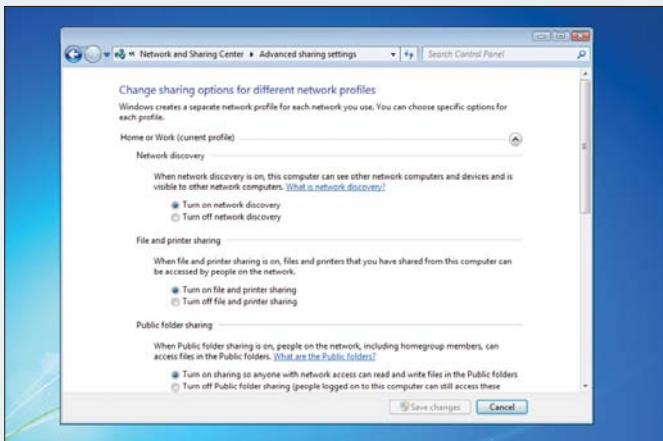 « Network and Sharing Center ▸ Advanced sharing settings
Search Control Panel
Change sharing options for different network profiles
Windows creates a separate network profile for each network you use. You can choose specific options for
each profile.
Home or Work (current profile)
Network discovery
When network discovery is on, this computer can see other network computers and devices and is
visible to other network computers. What is network discovery?
Turn on network discovery
Turn off network discovery
File and printer sharing
When file and printer sharing is on, files and printers that you have shared from this computer can
be accessed by people on the network.
Turn on file and printer sharing
Turn off file and printer sharing
Public folder sharing
When Public folder sharing is on, people on the network, including homegroup members, can
access files in the Public folders. What are the Public folders?
Turn on sharing so anyone with network access can read and write files in the Public folders
Turn off Public folder sharing (people logged on to this computer can still access these
Save changes
Cancel